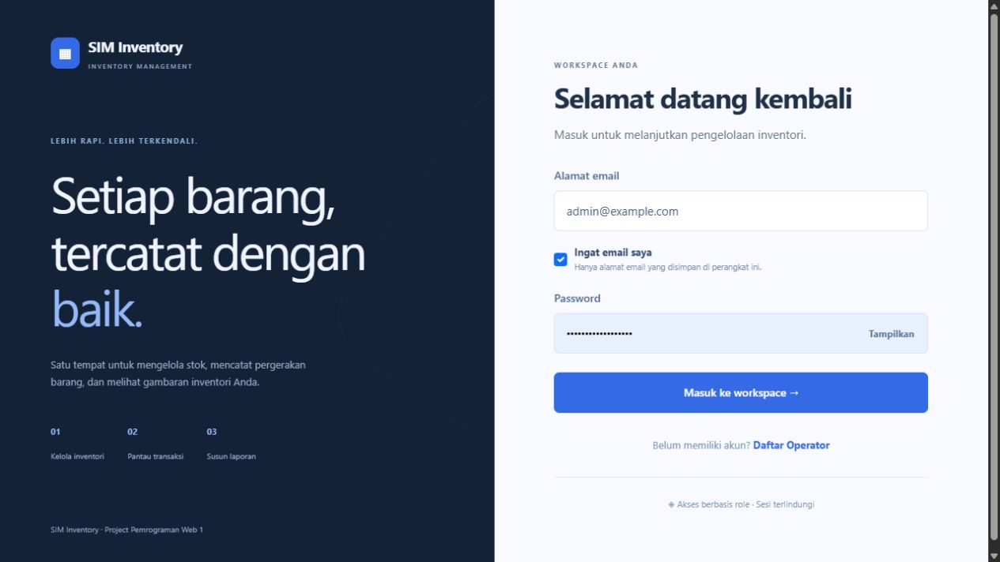 SIM Inventory
INVENTORY MANAGEMENT
LEBIH RAPI. LEBIH TERKENDALI.
Setiap barang,
tercatat dengan
baik.
Satu tempat untuk mengelola stok, mencatat pergerakan
barang, dan melihat gambaran inventori Anda.
01
Kelola inventori
02
Pantau transaksi
03
Susun laporan
SIM Inventory · Project Pemrograman Web 1
WORKSPACE ANDA
Selamat datang kembali
Masuk untuk melanjutkan pengelolaan inventori.
Alamat email
admin@example.com
Ingat email saya
Hanya alamat email yang disimpan di perangkat ini.
Password
••••••••••••••••••
Tampilkan
Masuk ke workspace →
Belum memiliki akun? Daftar Operator
◈ Akses berbasis role · Sesi terlindungi